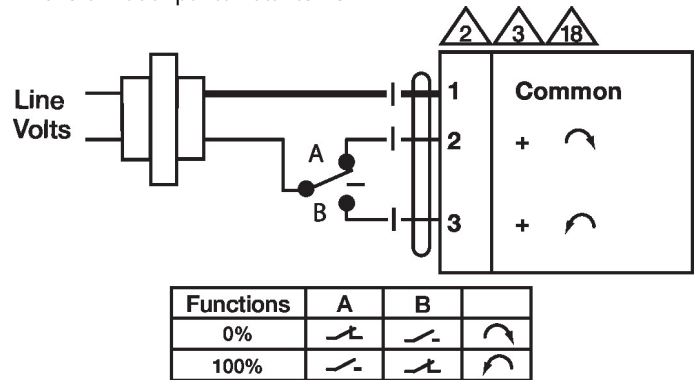 2 3 18
Line
Volts
1 Common
A
2 +
B
3 +
Functions A B
0%
100%